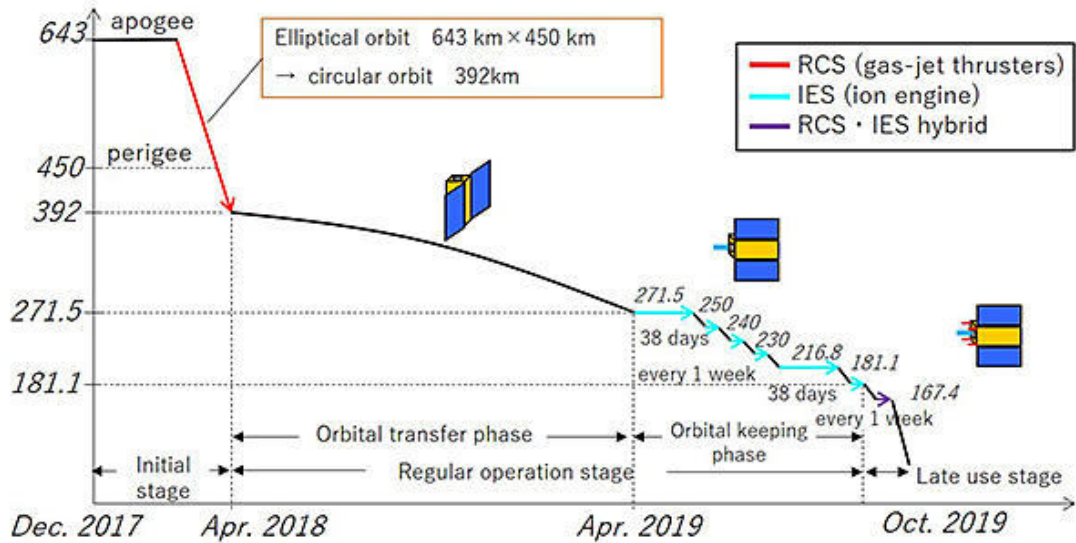 643
apogee
Elliptical orbit 643 km×450 km
→ circular orbit 392km
RCS (gas-jet thrusters)
IES (ion engine)
RCS・IES hybrid
perigee
450
392
271.5
271.5
250
240
230
216.8
181.1
167.4
38 days
every 1 week
38 days
every 1 week
181.1
Orbital transfer phase
Orbital keeping
phase
Initial
stage
Regular operation stage
Late use stage
Dec. 2017
Apr. 2018
Apr. 2019
Oct. 2019